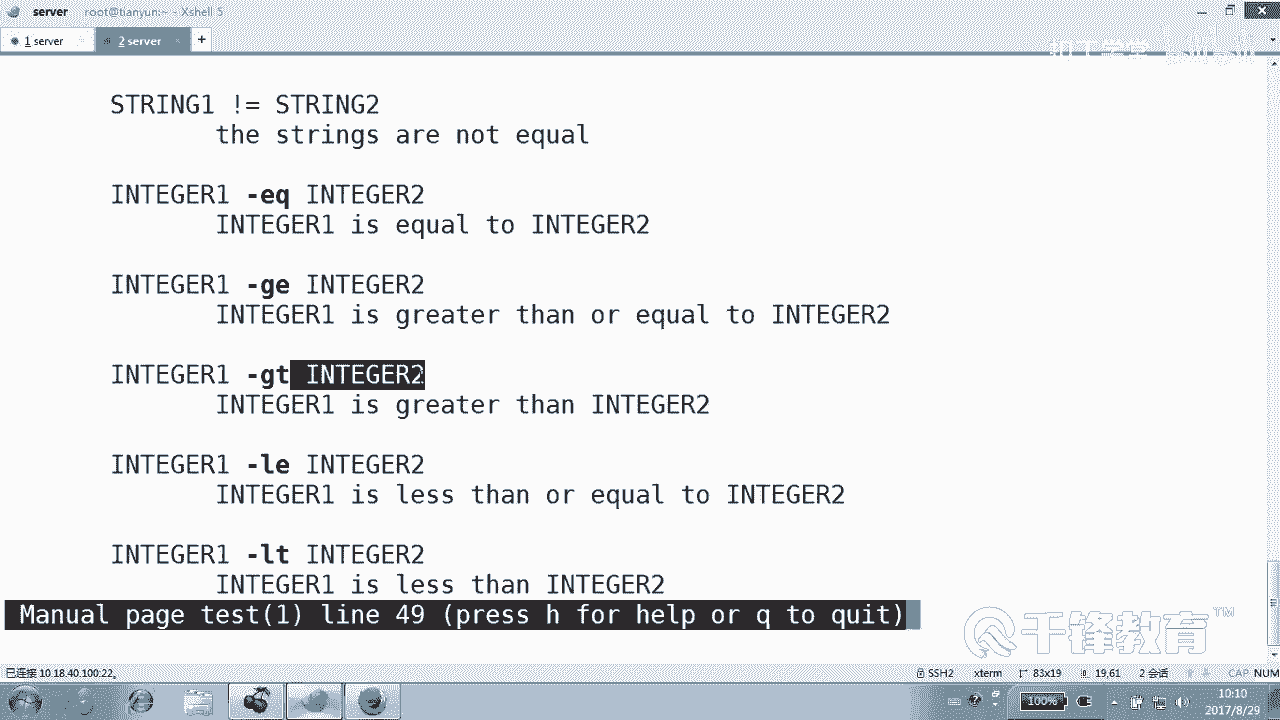 server root@tianyun:~ - Xshell 5
1 server 2 server +
STRING1 != STRING2
the strings are not equal
INTEGER1 -eq INTEGER2
INTEGER1 is equal to INTEGER2
INTEGER1 -ge INTEGER2
INTEGER1 is greater than or equal to INTEGER2
INTEGER1 -gt INTEGER2
INTEGER1 is greater than INTEGER2
INTEGER1 -le INTEGER2
INTEGER1 is less than or equal to INTEGER2
INTEGER1 -lt INTEGER2
INTEGER1 is less than INTEGER2
Manual page test(1) line 49 (press h for help or q to quit)
千锋教育™
已连接 10.18.40.100:22。 SSH2 xterm 83x19 19,61 2 会话 CAP NUM
100% 10:10
2017/8/29